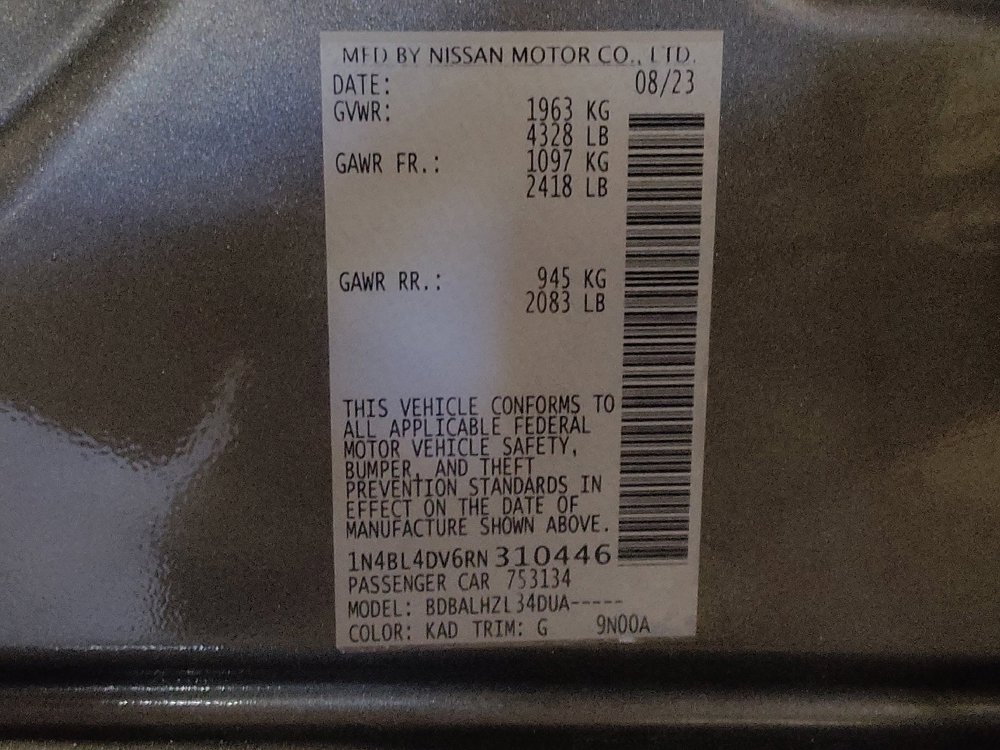 MFD BY NISSAN MOTOR CO., LTD.
DATE: 08/23
GVWR: 1963 KG
4328 LB
GAWR FR.: 1097 KG
2418 LB
GAWR RR.: 945 KG
2083 LB
THIS VEHICLE CONFORMS TO
ALL APPLICABLE FEDERAL
MOTOR VEHICLE SAFETY,
BUMPER, AND THEFT
PREVENTION STANDARDS IN
EFFECT ON THE DATE OF
MANUFACTURE SHOWN ABOVE.
1N4BL4DV6RN310446
PASSENGER CAR 753134
MODEL: BDBALHZL34DUA-----
COLOR: KAD TRIM: G 9N00A